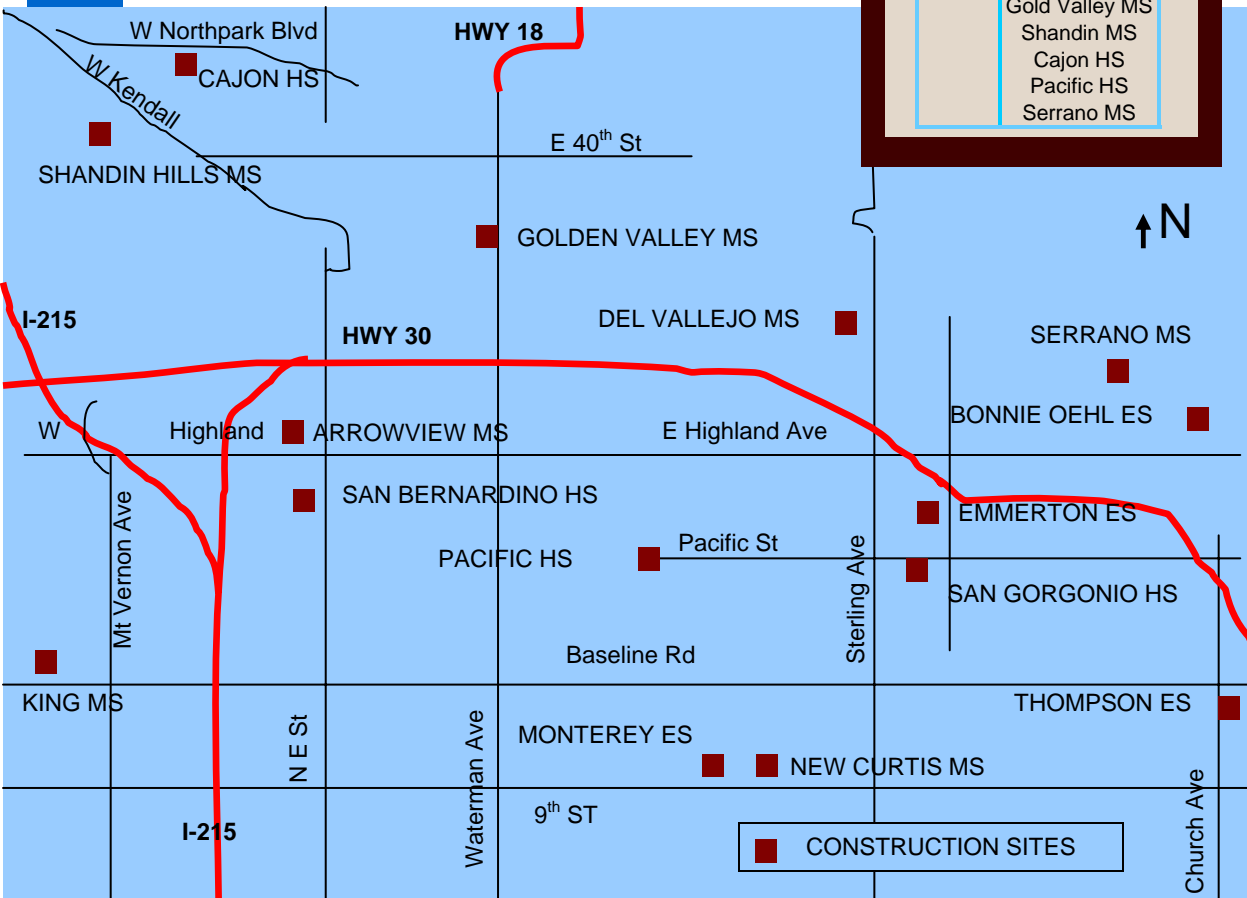 Gold Valley MS
Shandin MS
Cajon HS
Pacific HS
Serrano MS
W Northpark Blvd
HWY 18
CAJON HS
W Kendall
E 40th St
SHANDIN HILLS MS
N
GOLDEN VALLEY MS
I-215
DEL VALLEJO MS
HWY 30
SERRANO MS
BONNIE OEHL ES
W Highland
ARROWVIEW MS
E Highland Ave
SAN BERNARDINO HS
EMMERTON ES
Mt Vernon Ave
PACIFIC HS
Pacific St
Sterling Ave
SAN GORGONIO HS
Baseline Rd
KING MS
THOMPSON ES
N E St
Waterman Ave
MONTEREY ES
NEW CURTIS MS
9th ST
I-215
CONSTRUCTION SITES
Church Ave